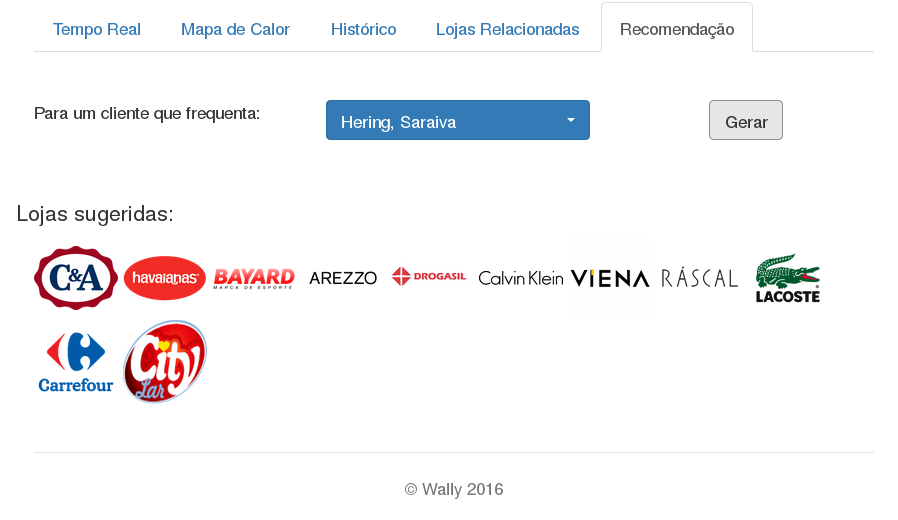 Tempo Real Mapa de Calor Histórico Lojas Relacionadas Recomendação
Para um cliente que frequenta: Hering, Saraiva Gerar
Lojas sugeridas:
C&A havaianas BAYARD MARCA DE ESPORTE AREZZO DROGASIL Calvin Klein VIENA RÁSCAL LACOSTE
Carrefour City Lar
© Wally 2016